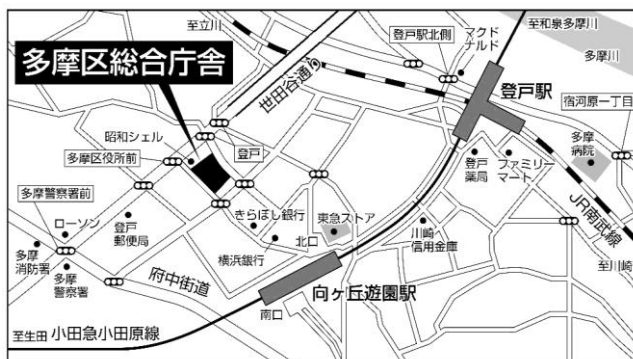 至立川
登戸駅北側
マクド
ナルド
至和泉多摩川
多摩川
多摩区総合庁舎
世田谷通り
登戸駅
宿河原一丁目
昭和シェル
登戸
多摩区役所前
多摩
病院
登戸
薬局
ファミリー
マート
多摩警察署前
ローソン
登戸
郵便局
きらぼし銀行
東急ストア
JR南武線
横浜銀行
北口
川崎
信用金庫
多摩
消防署
多摩
警察署
府中街道
至川崎
向ヶ丘遊園駅
南口
至生田 小田急小田原線